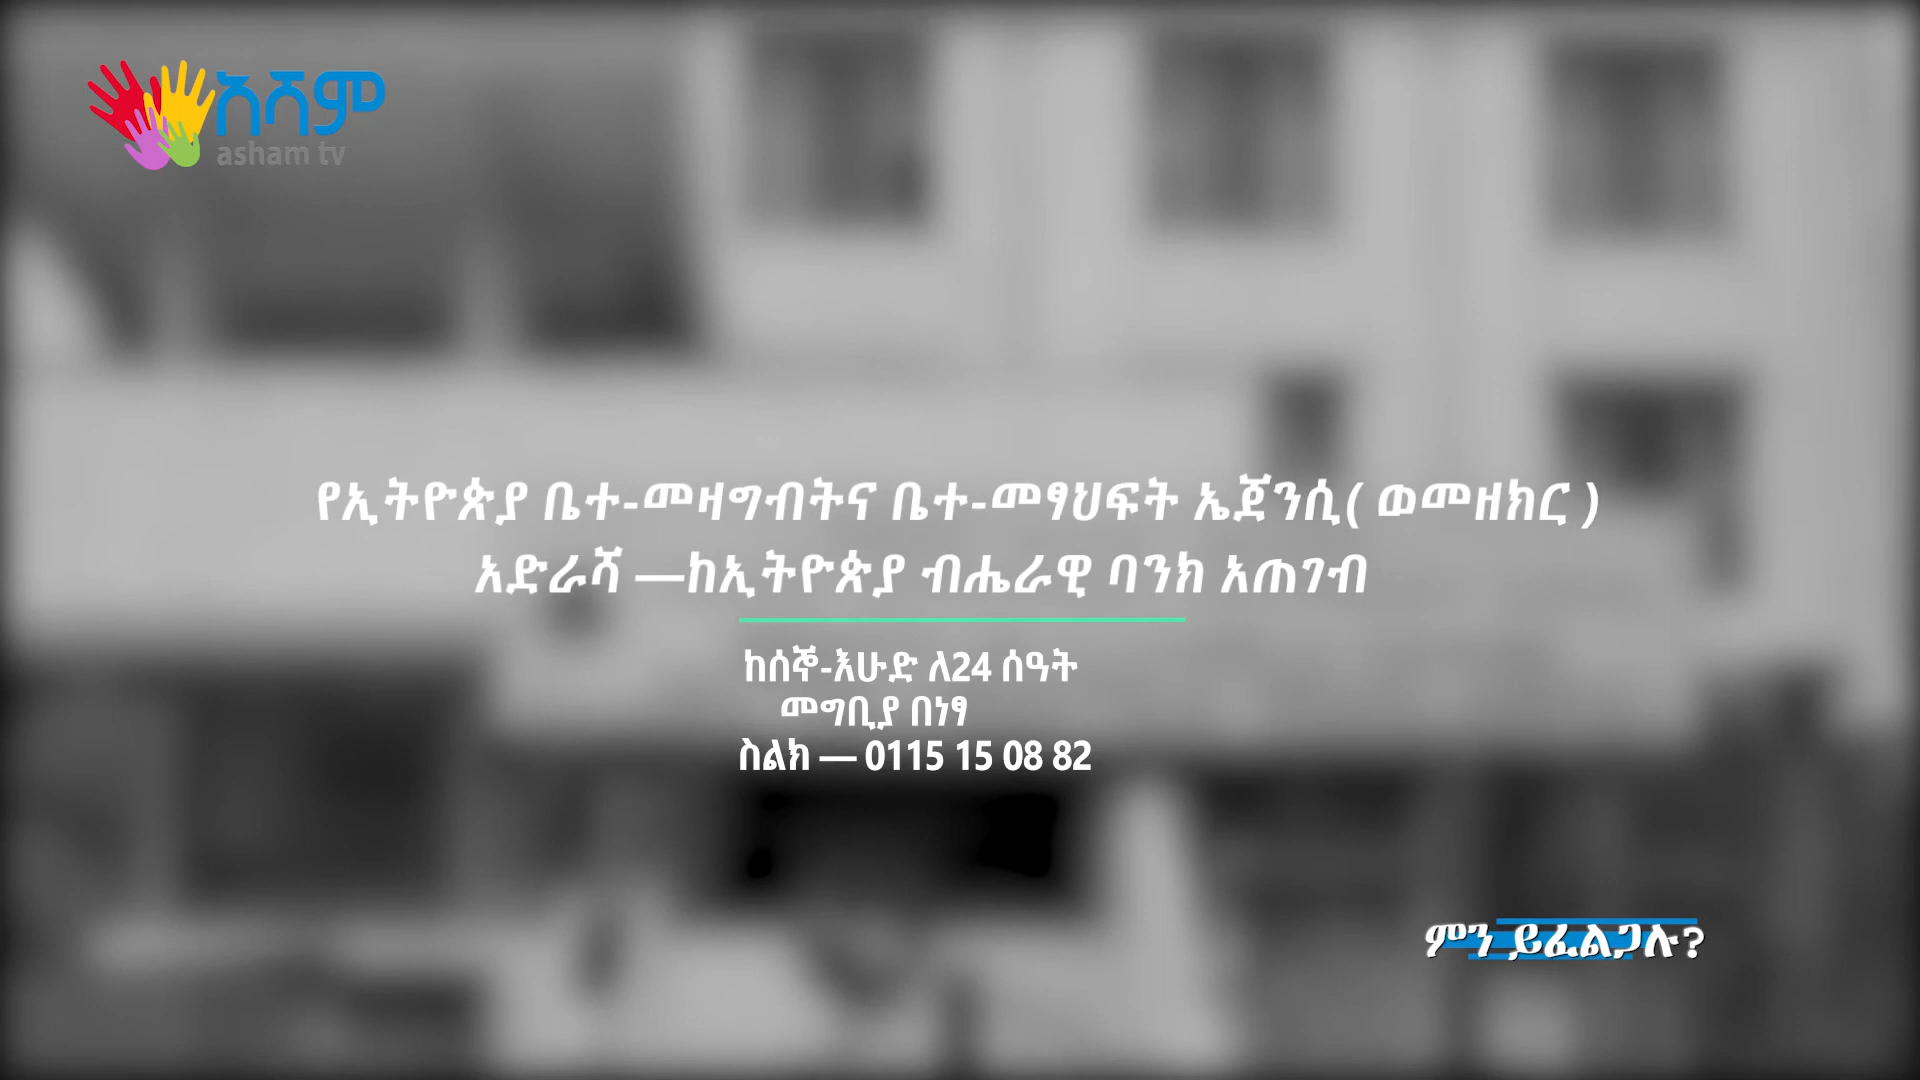 አሻም
asham tv
የኢትዮጵያ ቤተ-መዛግብትና ቤተ-መፃህፍት ኤጀንሲ( ወመዘክር )
አድራሻ —ከኢትዮጵያ ብሔራዊ ባንክ አጠገብ
ከሰኞ-እሁድ ለ24 ሰዓት
መግቢያ በነፃ
ስልክ — 0115 15 08 82
ምን ይፈልጋሉ?